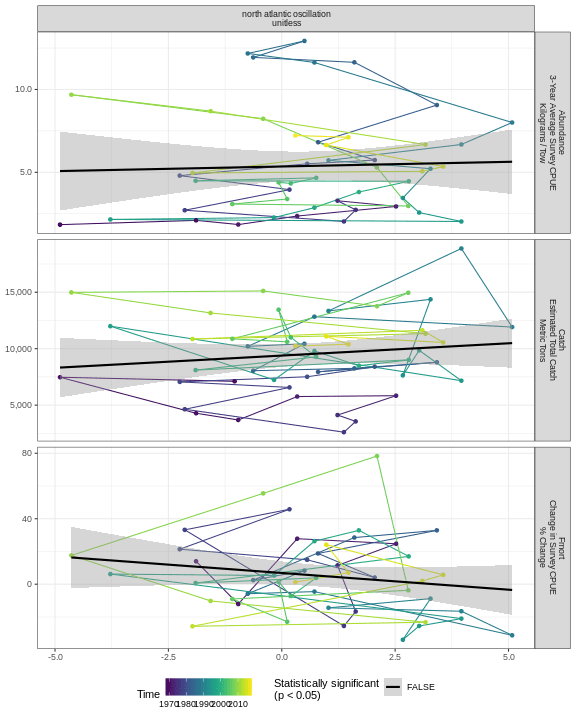 north atlantic oscillation
unitless
10.0
5.0
Abundance
3-Year Average Survey CPUE
Kilograms / Tow
15,000
10,000
5,000
Catch
Estimated Total Catch
Metric Tons
80
40
0
Fmort
Change in Survey CPUE
% Change
-5.0
-2.5
0.0
2.5
5.0
Time
1970 1980 1990 2000 2010
Statistically significant
(p < 0.05)
FALSE